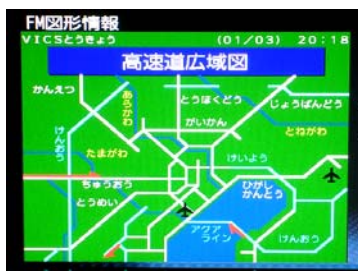 FM図形情報
VICSとうきょう (01/03) 20:18
高速道広域図
かんえつ
あらかわ
とうほくどう
じょうばんどう
がいかん
とねがわ
けんおう
たまがわ
けいよう
ちゅうおう
ひがし
かんとう
とうめい
アクア
ライン
けんおう